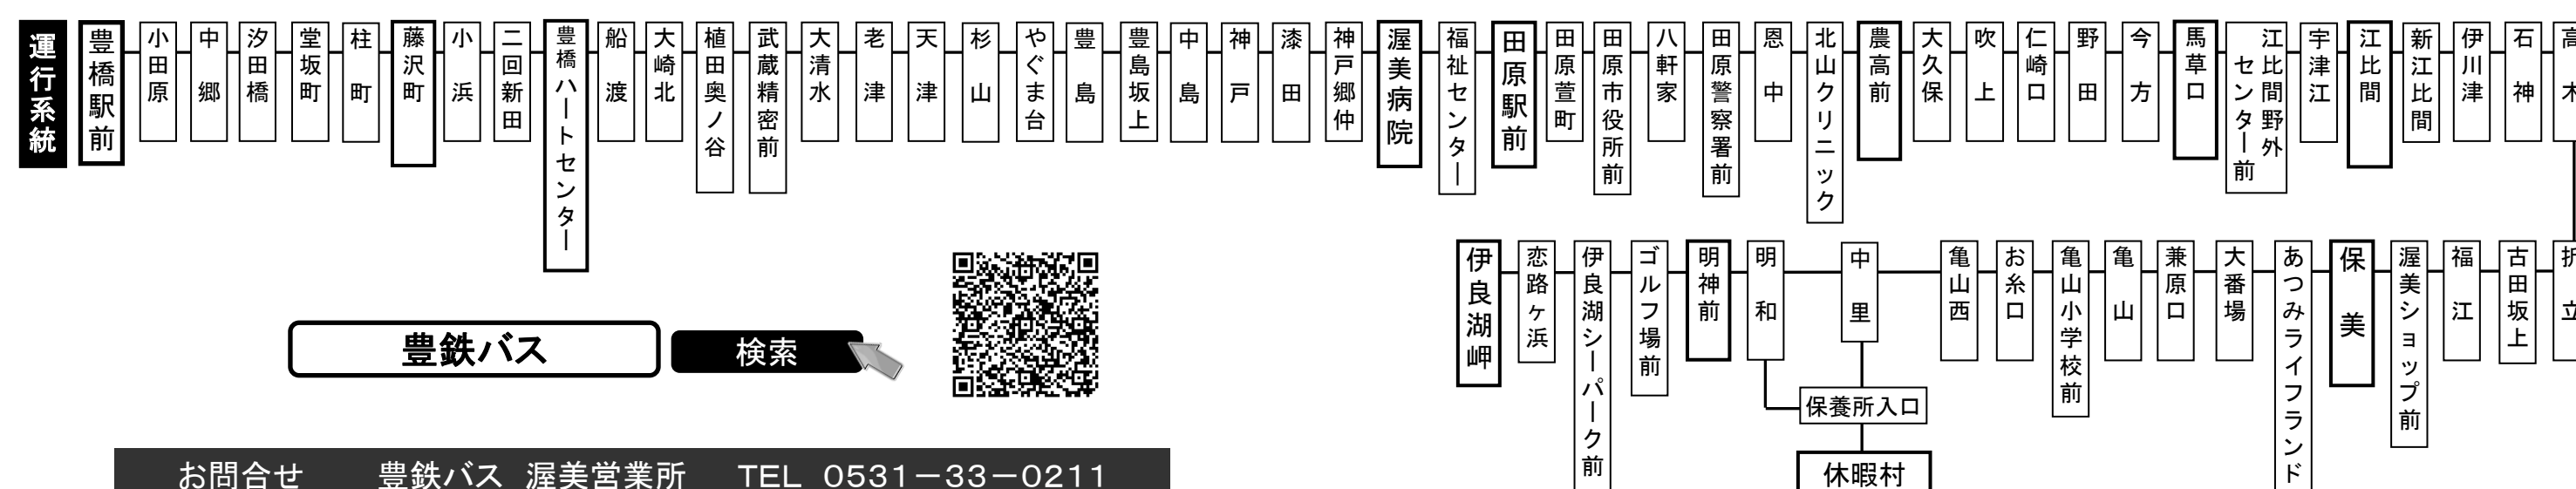 運行系統
豊橋駅前
小田原
中郷
汐田橋
堂坂町
柱町
藤沢町
小浜
二回新田
豊橋ハートセンター
船渡
大崎北
植田奥ノ谷
武蔵精密前
大清水
老津
天津
杉山
やぐま台
豊島
豊島坂上
中島
神戸
漆田
神戸郷仲
渥美病院
福祉センター
田原駅前
田原萱町
田原市役所前
八軒家
田原警察署前
恩中
北山クリニック
農高前
大久保
吹上
仁崎口
野田
今方
馬草口
江比間野外
センター前
宇津江
江比間
新江比間
伊川津
石神
高木
伊良湖岬
恋路ヶ浜
伊良湖シーパーク前
ゴルフ場前
明神前
明和
中里
亀山西
お糸口
亀山小学校前
亀山
兼原口
大番場
あつみライフランド
保美
渥美ショップ前
福江
古田坂上
折立
保養所入口
休暇村
豊鉄バス
検索
お問合せ 豊鉄バス 渥美営業所 TEL 0531－33－0211